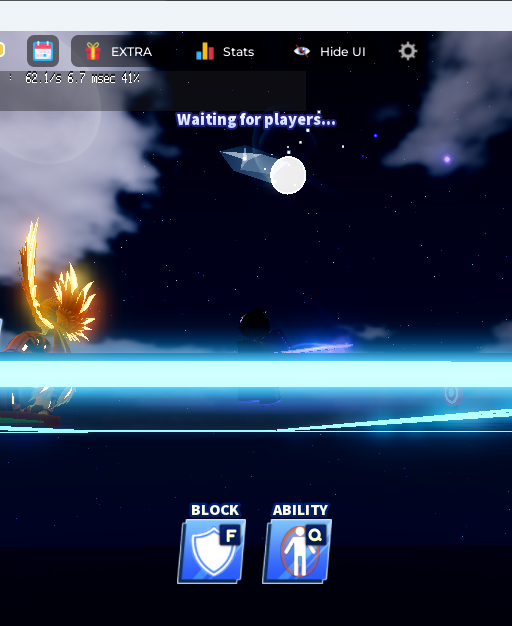 EXTRA Stats Hide UI
: 62.1/s 6.7 msec 41%
Waiting for players...
BLOCK ABILITY
F Q